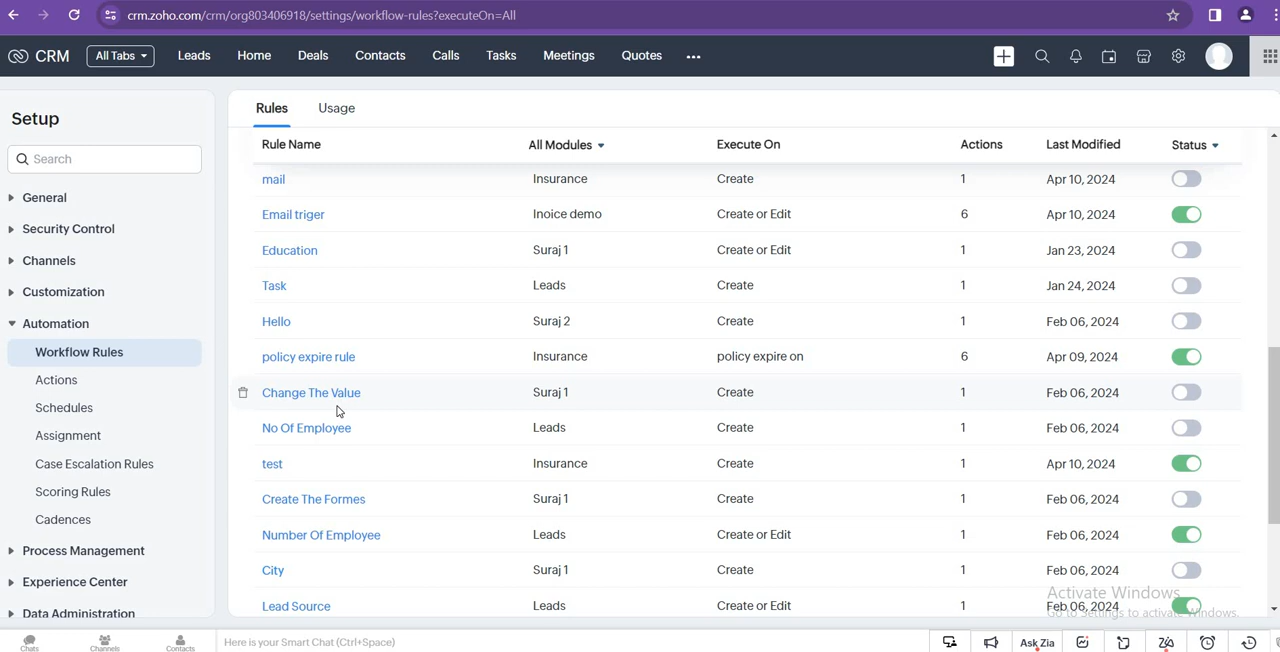 crm.zoho.com/crm/org803406918/settings/workflow-rules?executeOn=All
CRM All Tabs Leads Home Deals Contacts Calls Tasks Meetings Quotes
Setup
Search
General
Security Control
Channels
Customization
Automation
Workflow Rules
Actions
Schedules
Assignment
Case Escalation Rules
Scoring Rules
Cadences
Process Management
Experience Center
Data Administration
Rules Usage
Rule Name All Modules Execute On Actions Last Modified Status
mail Insurance Create 1 Apr 10, 2024
Email triger Inoice demo Create or Edit 6 Apr 10, 2024
Education Suraj 1 Create or Edit 1 Jan 23, 2024
Task Leads Create 1 Jan 24, 2024
Hello Suraj 2 Create 1 Feb 06, 2024
policy expire rule Insurance policy expire on 6 Apr 09, 2024
Change The Value Suraj 1 Create 1 Feb 06, 2024
No Of Employee Leads Create 1 Feb 06, 2024
test Insurance Create 1 Apr 10, 2024
Create The Formes Suraj 1 Create 1 Feb 06, 2024
Number Of Employee Leads Create or Edit 1 Feb 06, 2024
City Suraj 1 Create 1 Feb 06, 2024
Lead Source Leads Create or Edit 1 Feb 06, 2024
Activate Windows
Go to Settings to activate Windows.
Chats Channels Contacts Here is your Smart Chat (Ctrl+Space) Ask Zia